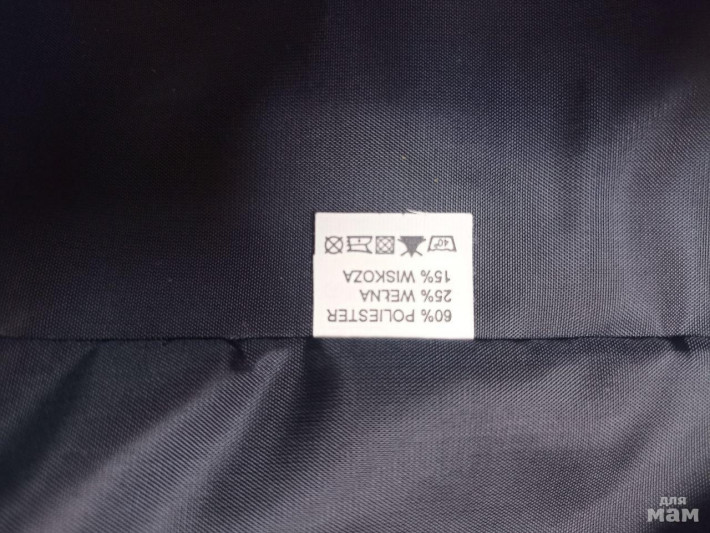 60% POLIESTER
25% WEŁNA
15% WISKOZA
40°
для
мам